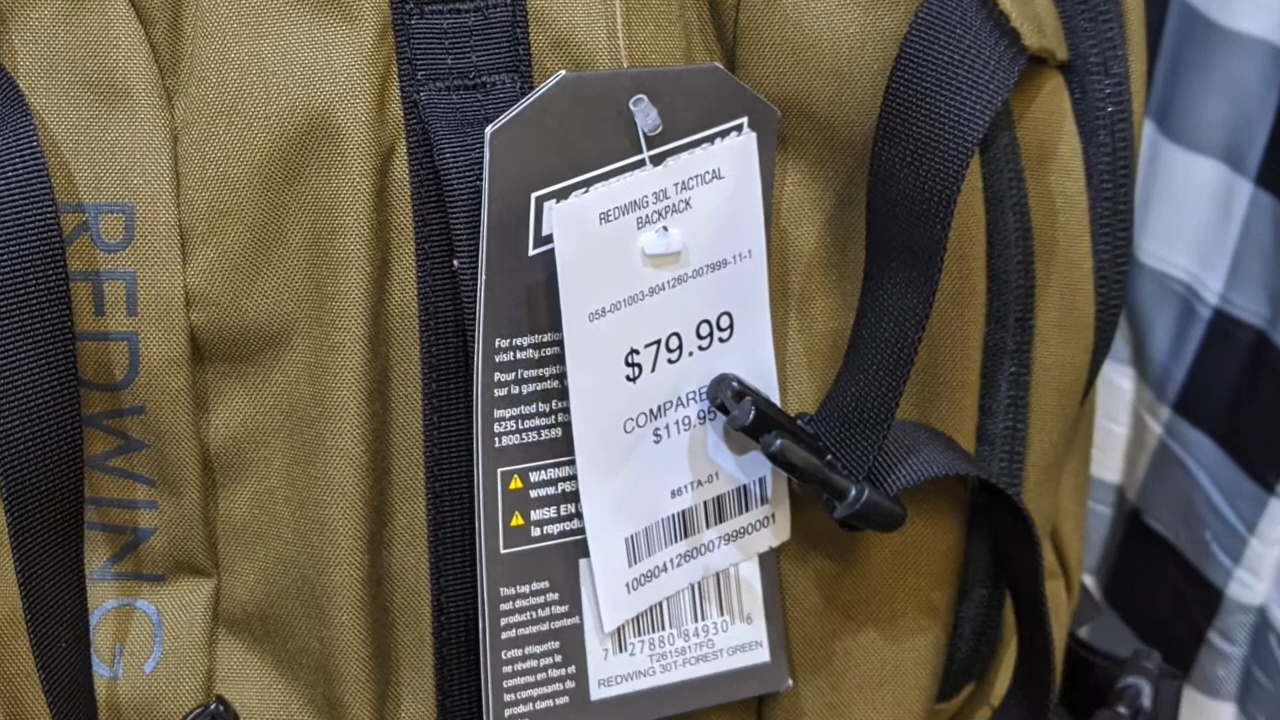 REDWING
REDWING 30L TACTICAL
BACKPACK
058-001003-9041260-007999-11-1
$79.99
COMPARE
$119.95
861TA-01
10090412600079990001
For registration
visit kelty.com.
Pour l'enregistr
sur la garantie,
Imported by Exx
6235 Lookout Ro
1.800.535.3589
WARNING
www.P65
MISE EN
la reprodu
This tag does
not disclose the
product's full fiber
and material content
Cette étiquette
ne révèle pas le
contenu en fibre et
les composants du
produit dans son
7 27880 84930 6
T2615817FG
REDWING 30T-FOREST GREEN